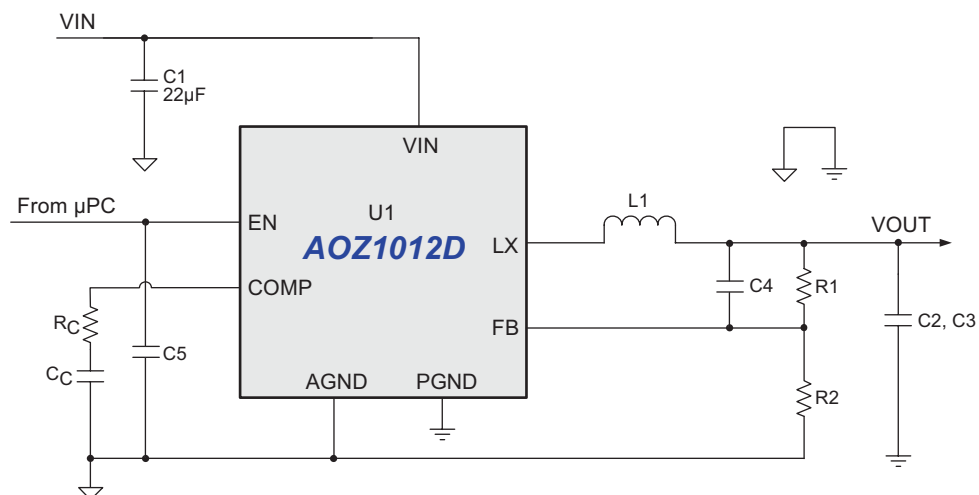 VIN
C1
22µF
VIN
From µPC
EN
U1
AOZ1012D
LX
L1
VOUT
COMP
C4
R1
RC
FB
C2, C3
C5
CC
AGND
PGND
R2